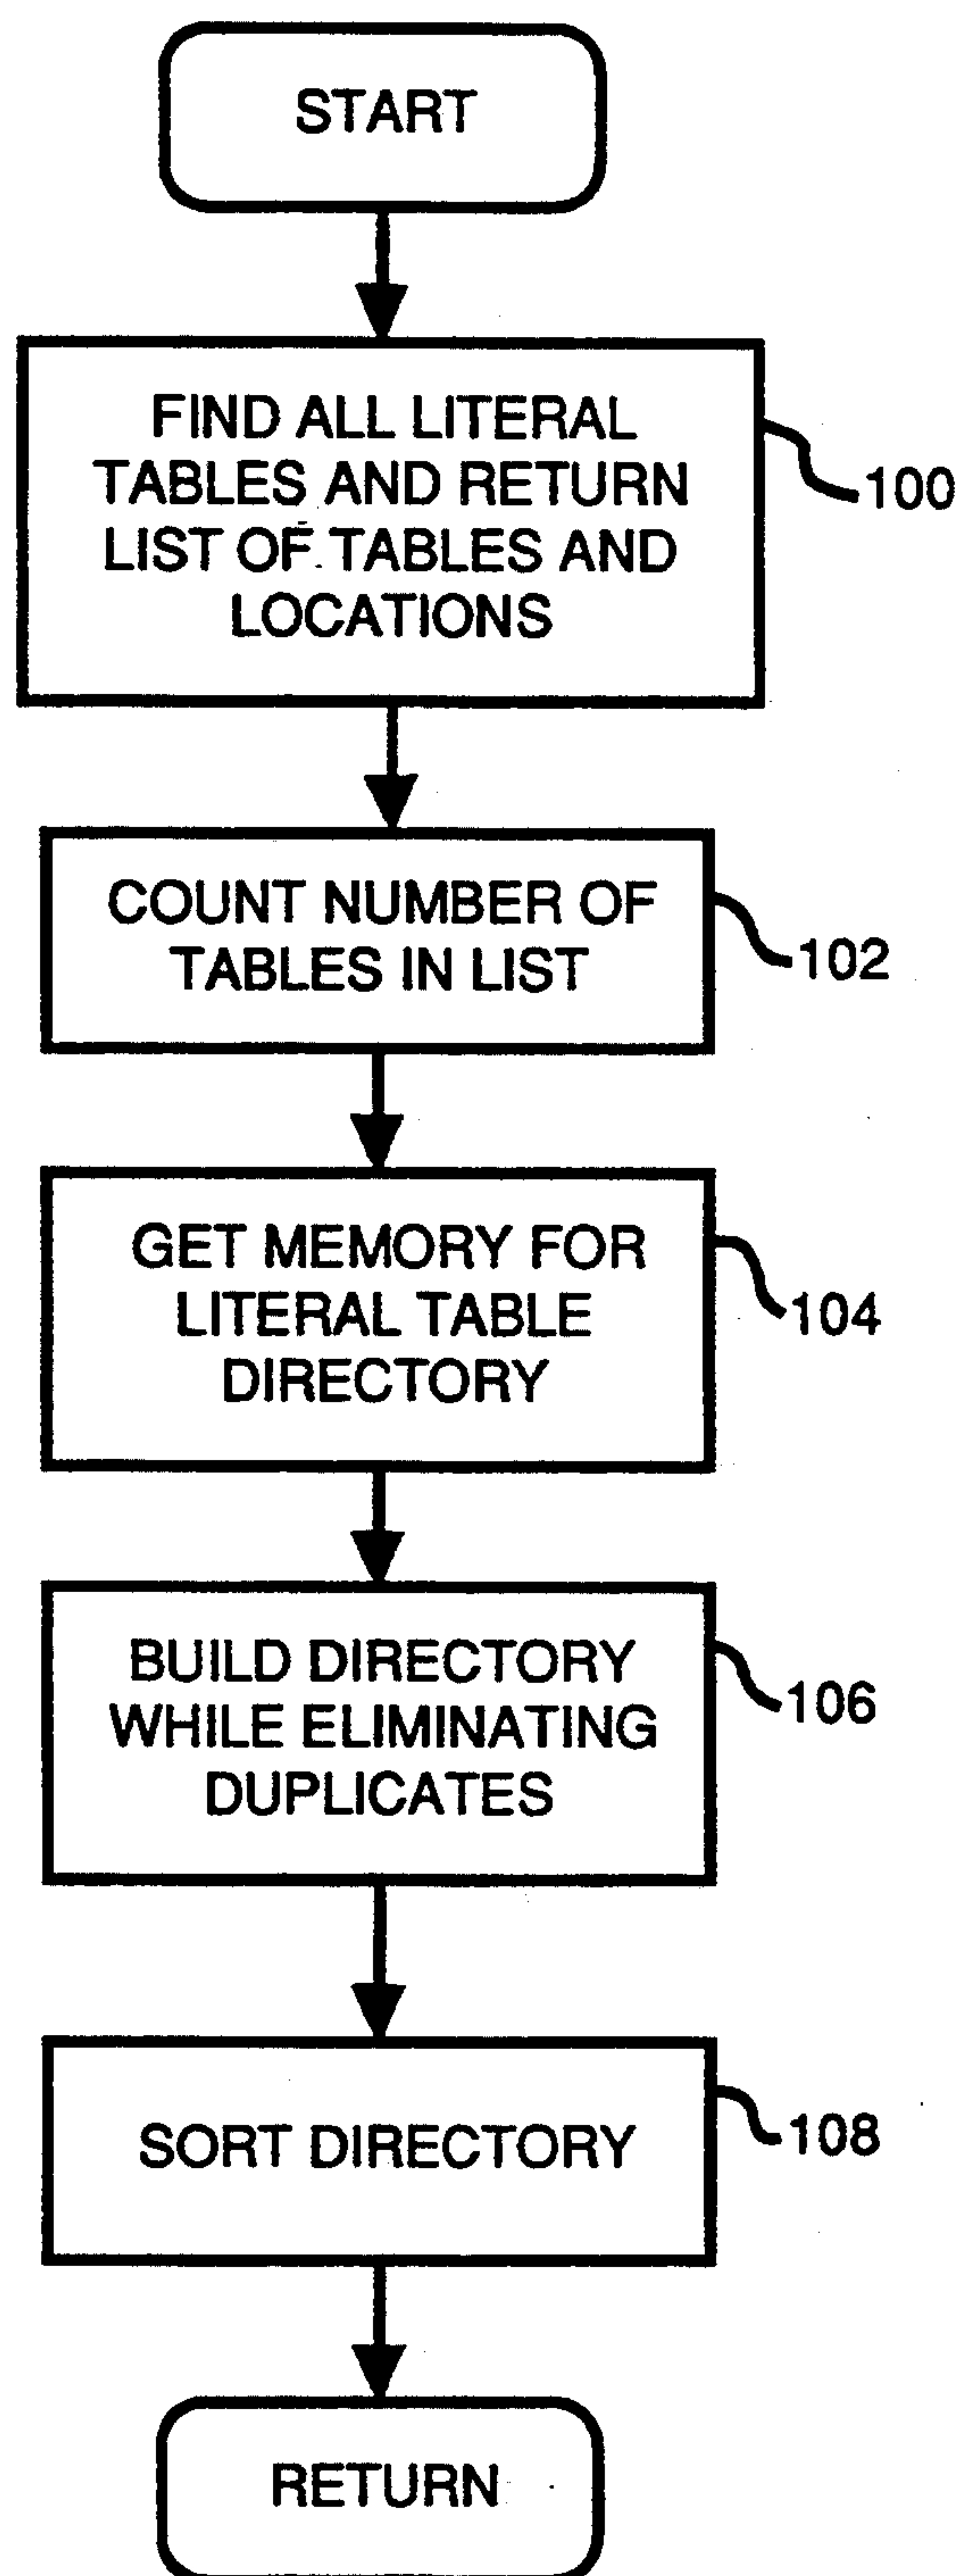 START
FIND ALL LITERAL
TABLES AND RETURN
LIST OF TABLES AND
LOCATIONS
100
COUNT NUMBER OF
TABLES IN LIST
102
GET MEMORY FOR
LITERAL TABLE
DIRECTORY
104
BUILD DIRECTORY
WHILE ELIMINATING
DUPLICATES
106
SORT DIRECTORY
108
RETURN